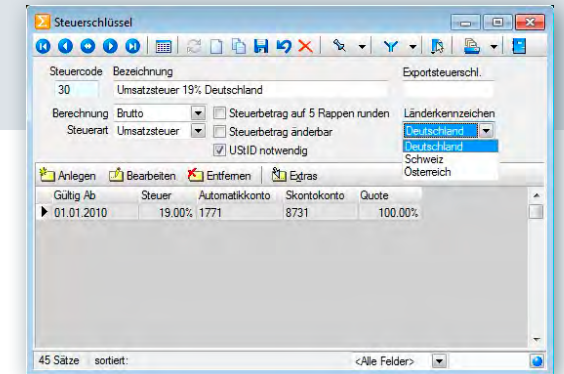 Steuerschlüssel
Steuercode Bezeichnung Exportsteuerschl.
30 Umsatzsteuer 19% Deutschland
Berechnung Brutto Steuerbetrag auf 5 Rappen runden Länderkennzeichen
Steuerart Umsatzsteuer Steuerbetrag änderbar Deutschland
UStID notwendig Deutschland
Schweiz
Österreich
Anlegen Bearbeiten Entfernen Extras
Gültig Ab Steuer Automatikkonto Skontokonto Quote
01.01.2010 19.00% 1771 8731 100.00%
45 Sätze sortiert: <Alle Felder>